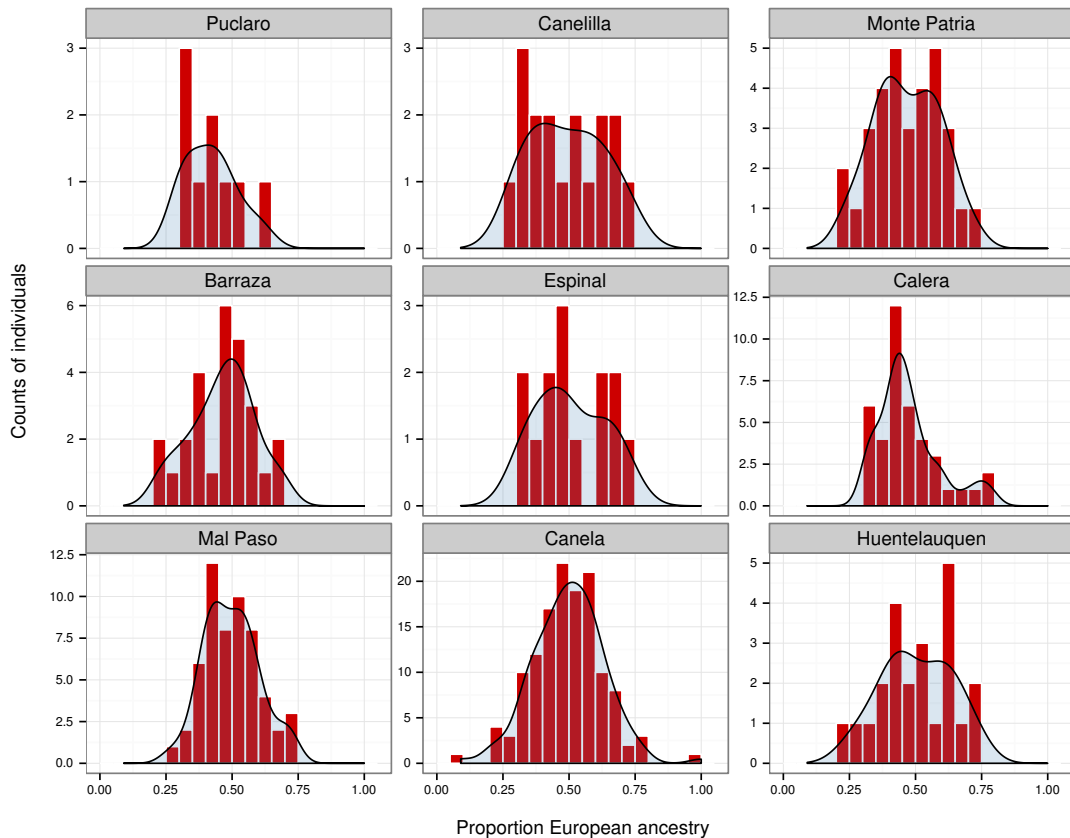 Puclaro Canelilla Monte Patria
3 3 5
4
2 2 3
1 1 2
1
0 0 0
Barraza Espinal Calera
6 3 12.5
10.0
4 2 7.5
2 1 5.0
2.5
0 0 0.0
Mal Paso Canela Huentelauquen
12.5 5
10.0 20 4
7.5 15 3
5.0 10 2
2.5 5 1
0.0 0 0
0.00 0.25 0.50 0.75 1.00 0.00 0.25 0.50 0.75 1.00 0.00 0.25 0.50 0.75 1.00
Counts of individuals
Proportion European ancestry